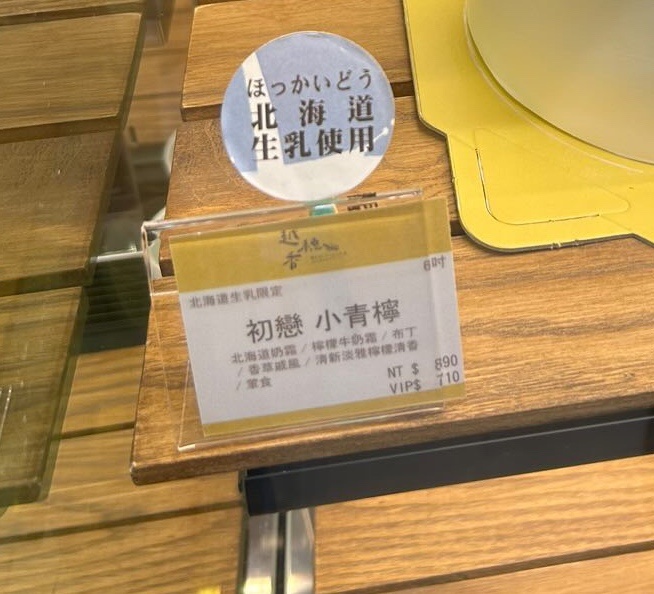 ほっかいどう
北海道
生乳使用
6吋
北海道生乳限定
初戀 小青檸
北海道奶霜 / 檸檬牛奶霜 / 布丁
/ 香草戚風 / 清新淡雅檸檬清香
/ 葷食
NT $ 890
VIP$ 710